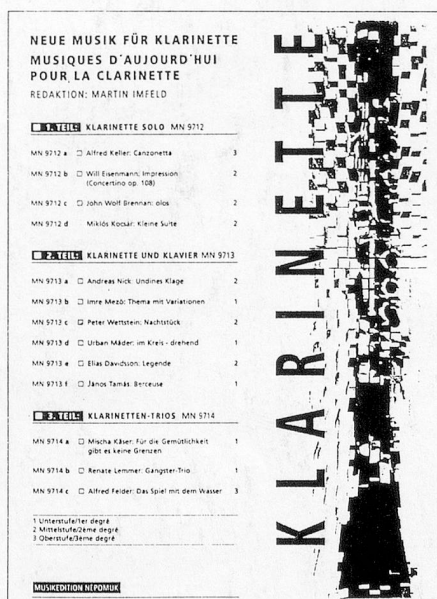 NEUE MUSIK FÜR KLARINETTE
MUSIQUES D'AUJOURD'HUI
POUR LA CLARINETTE
REDAKTION: MARTIN IMFELD
1. TEIL: KLARINETTE SOLO MN 9712
MN 9712 a Alfred Keller: Canzonetta 3
MN 9712 b Will Eisenmann: Impression 2
(Concertino op. 108)
MN 9712 c John Wolf Brennan: olos 2
MN 9712 d Miklós Kocsár: Kleine Suite 2
2. TEIL: KLARINETTE UND KLAVIER MN 9713
MN 9713 a Andreas Nick: Undines Klage 2
MN 9713 b Imre Mezö: Thema mit Variationen 1
MN 9713 c Peter Wettstein: Nachtstück 2
MN 9713 d Urban Mäder: im Kreis - drehend 1
MN 9713 e Elias Davidsson: Legende 2
MN 9713 f János Tamás: Berceuse 1
3. TEIL: KLARINETTEN-TRIOS MN 9714
MN 9714 a Mischa Käser: Für die Gemütlichkeit 1
gibt es keine Grenzen
MN 9714 b Renate Lemmer: Gangster-Trio 1
MN 9714 c Alfred Felder: Das Spiel mit dem Wasser 3
1 Unterstufe/1er degré
2 Mittelstufe/2ème degré
3 Oberstufe/3ème degré
MUSIKEDITION NEPOMUK
KLARINETTE